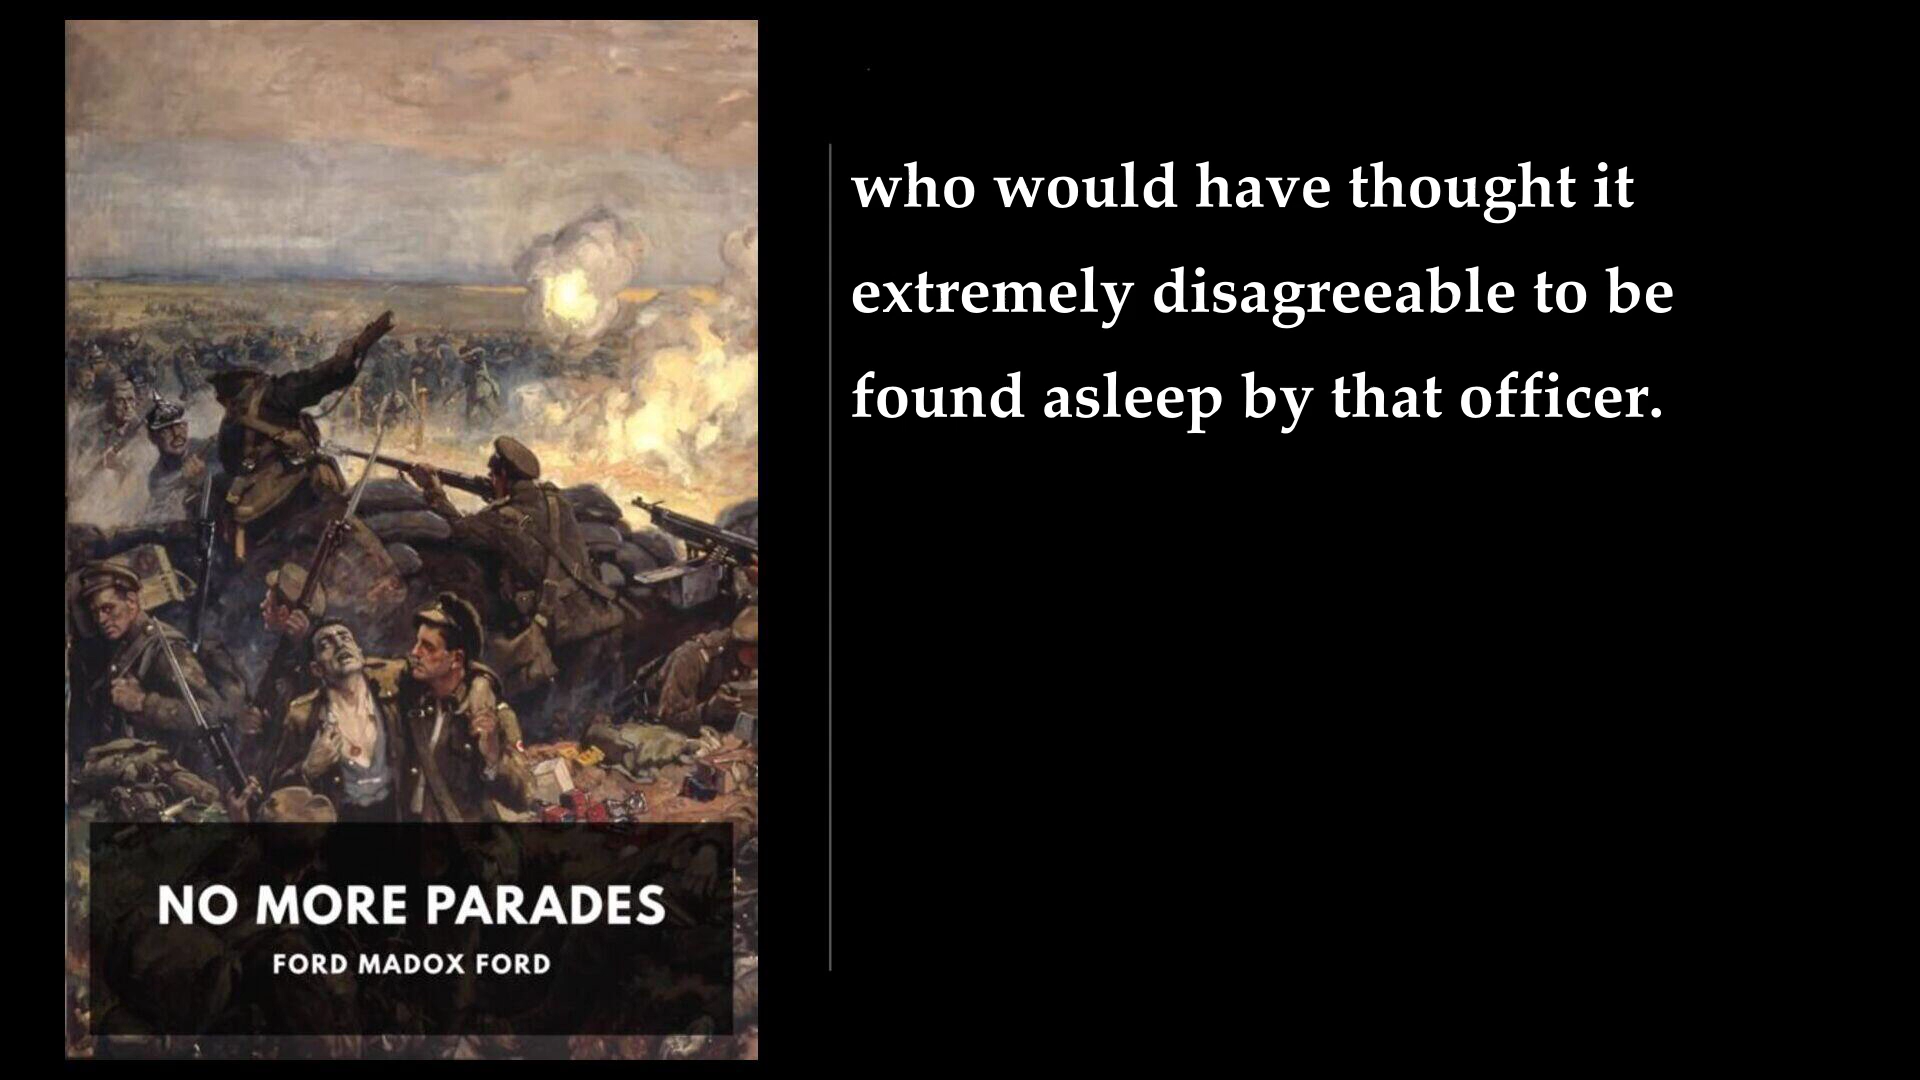 who would have thought it
extremely disagreeable to be
found asleep by that officer.
NO MORE PARADES
FORD MADOX FORD